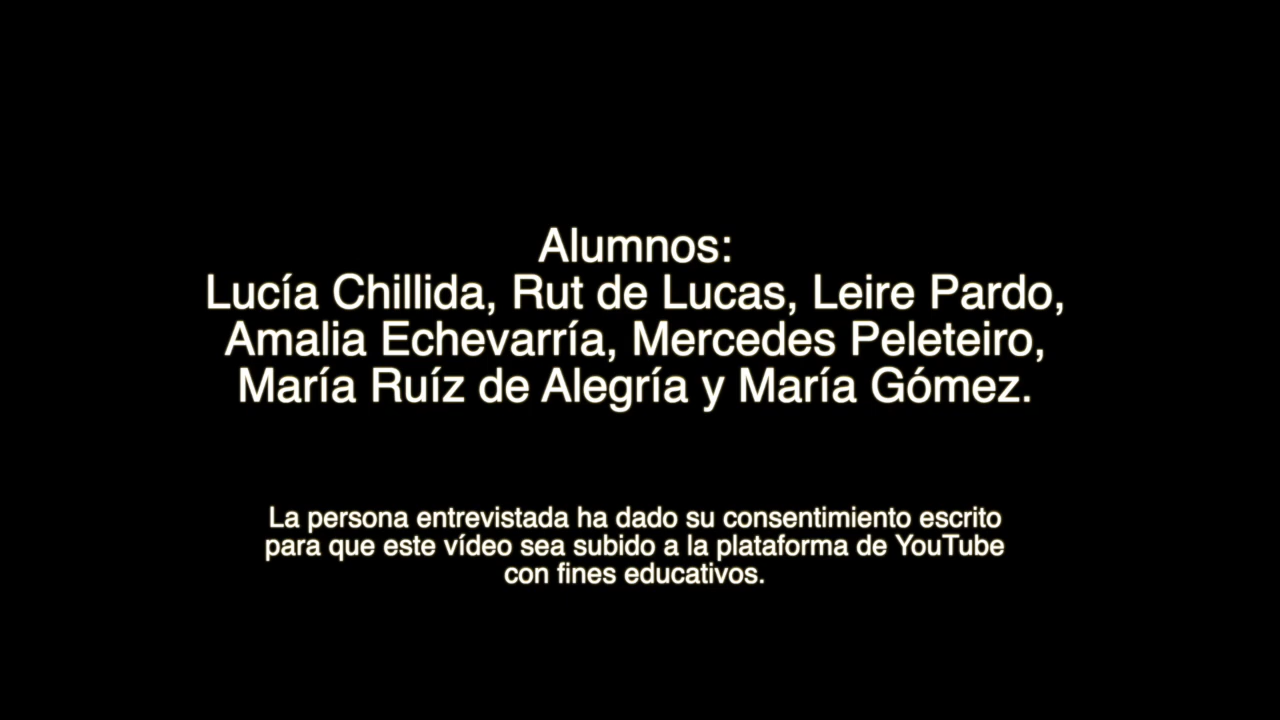 Alumnos:
Lucía Chillida, Rut de Lucas, Leire Pardo,
Amalia Echevarría, Mercedes Peleteiro,
María Ruíz de Alegría y María Gómez.
La persona entrevistada ha dado su consentimiento escrito
para que este vídeo sea subido a la plataforma de YouTube
con fines educativos.